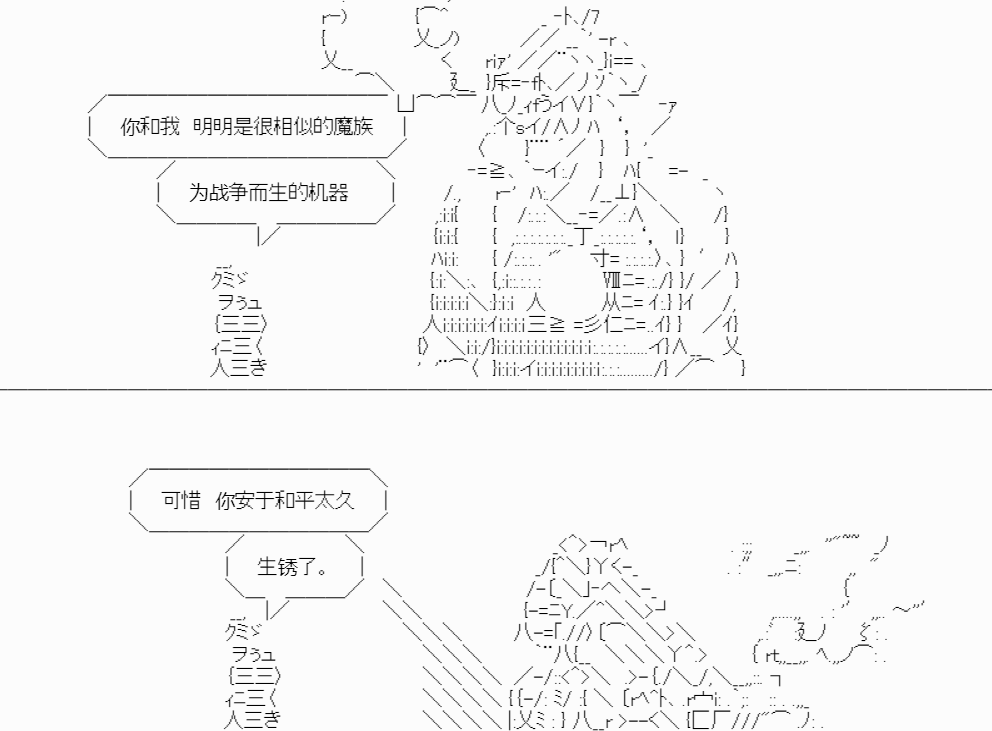 你和我 明明是很相似的魔族
为战争而生的机器
可惜 你安于和平太久
生锈了。